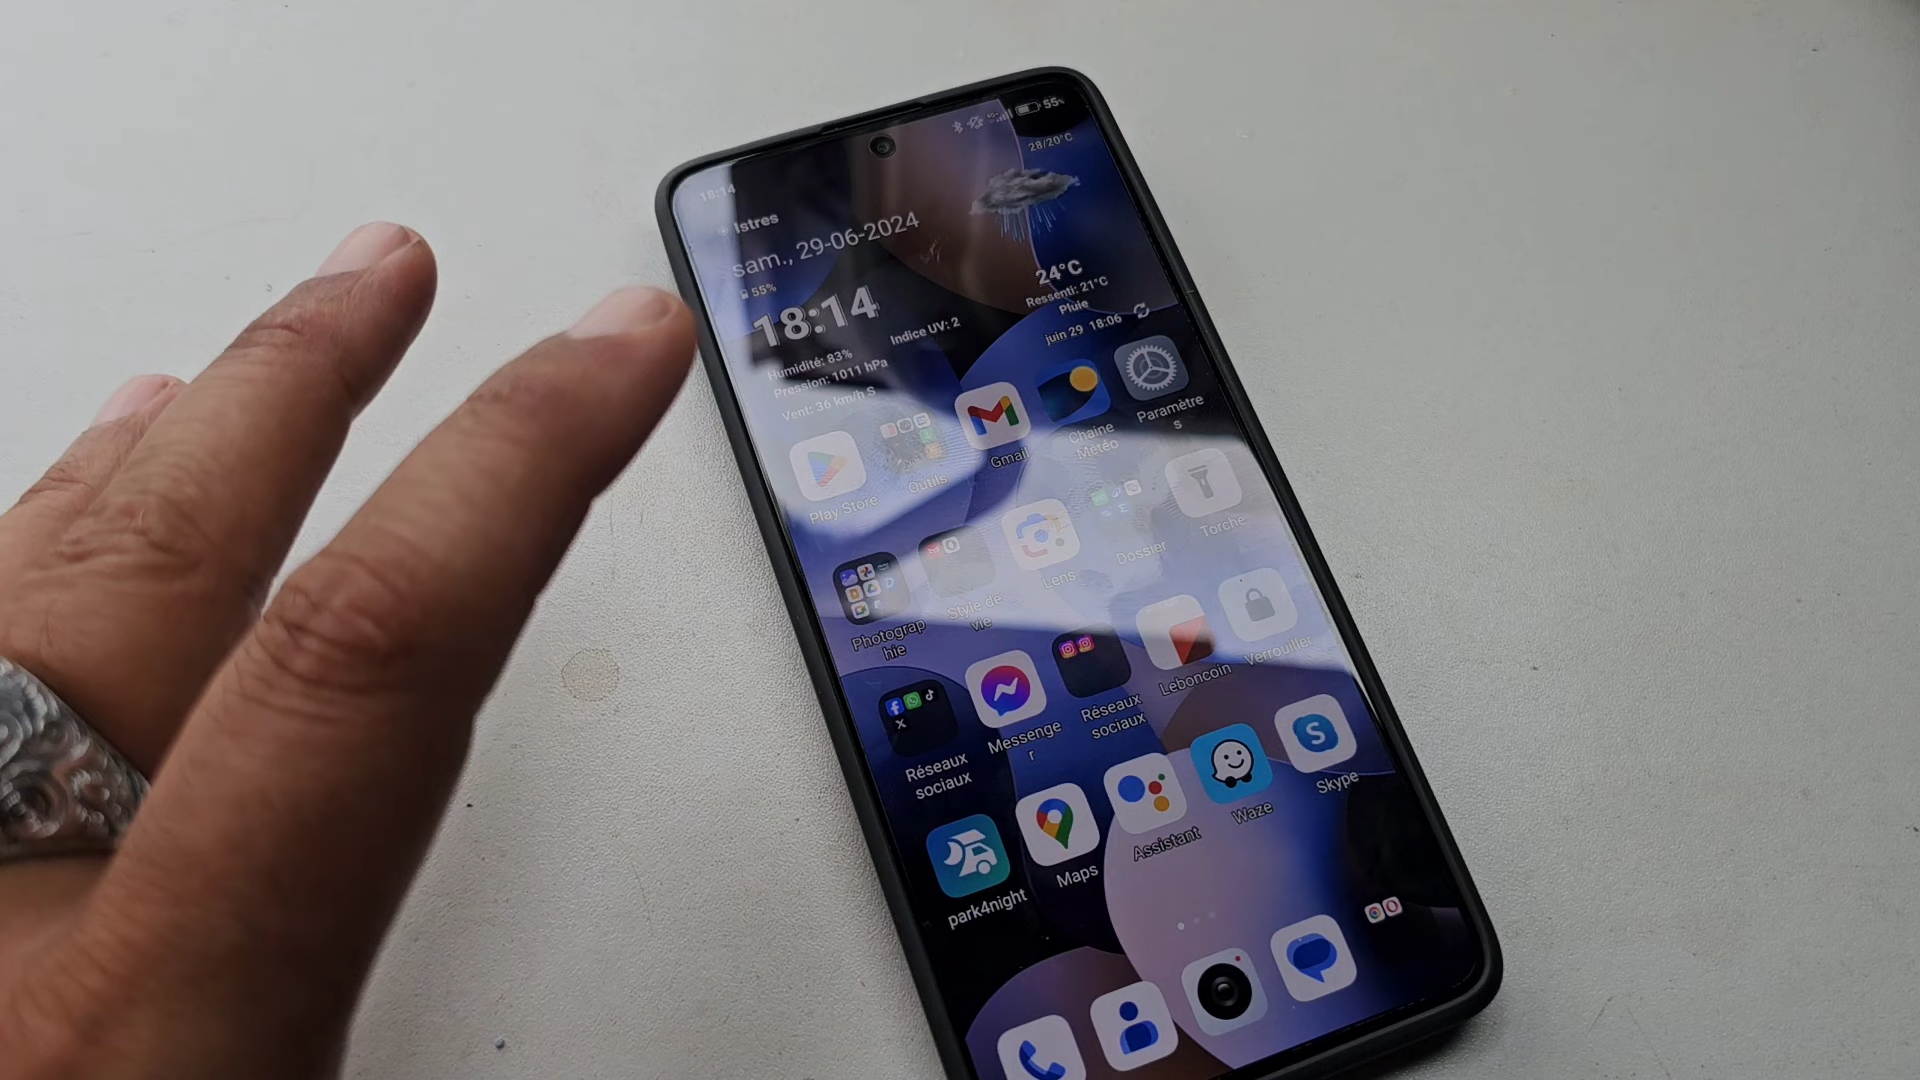 18:14
55%
28/20°C
Istres
sam., 29-06-2024
55%
18:14
Indice UV: 2
Humidité: 83%
Pression: 1011 hPa
Vent: 36 km/h S
24°C
Ressenti: 21°C
Pluie
juin 29 18:06
Play Store
Outils
Gmail
Chaine
Météo
Paramètre
s
Photograp
hie
Style de
vie
Lens
Dossier
Torche
Réseaux
sociaux
Messenge
r
Réseaux
sociaux
Leboncoin
Verrouiller
park4night
Maps
Assistant
Waze
Skype